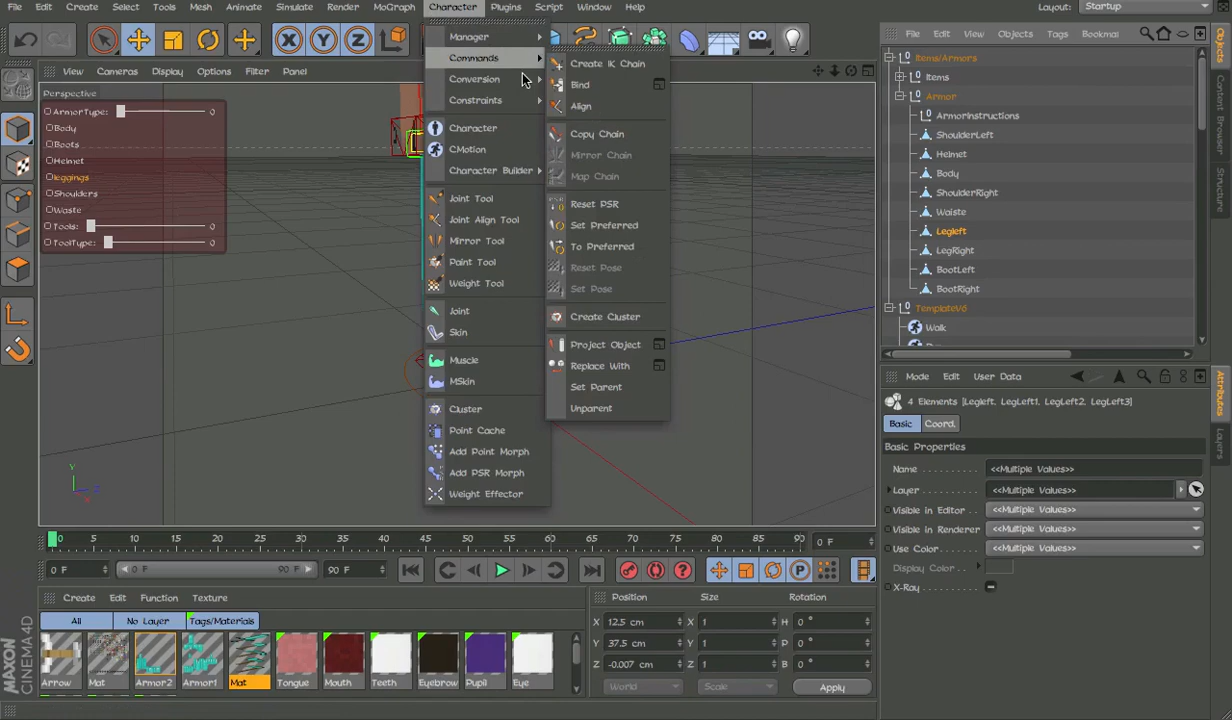 File Edit Create Select Tools Mesh Animate Simulate Render MoGraph Character Plugins Script Window Help
Layout: Startup
View Cameras Display Options Filter Panel
Perspective
ArmorType: 0
Body
Boots
Helmet
leggings
Shoulders
Waste
Tools: 0
ToolType: 0
Manager
Commands
Conversion
Constraints
Character
CMotion
Character Builder
Joint Tool
Joint Align Tool
Mirror Tool
Paint Tool
Weight Tool
Joint
Skin
Muscle
MSkin
Cluster
Point Cache
Add Point Morph
Add PSR Morph
Weight Effector
Create IK Chain
Bind
Align
Copy Chain
Mirror Chain
Map Chain
Reset PSR
Set Preferred
To Preferred
Reset Pose
Set Pose
Create Cluster
Project Object
Replace With
Set Parent
Unparent
File Edit View Objects Tags Bookmar
Items/Armors
Items
Armor
ArmorInstructions
ShoulderLeft
Helmet
Body
ShoulderRight
Waiste
Legleft
LegRight
BootLeft
BootRight
TemplateV6
Walk
Objects
Content Browser
Structure
Mode Edit User Data
4 Elements [Legleft, LegLeft1, LegLeft2, LegLeft3]
Basic Coord.
Basic Properties
Name <<Multiple Values>>
Layer <<Multiple Values>>
Visible in Editor <<Multiple Values>>
Visible in Renderer <<Multiple Values>>
Use Color <<Multiple Values>>
Display Color
X-Ray
Attributes
Layers
0 5 10 15 20 25 30 35 40 45 50 55 60 65 70 75 80 85 90 0 F
0 F 0 F 90 F 90 F
Create Edit Function Texture
All No Layer Tags/Materials
Arrow Mat Armor2 Armor1 Mat Tongue Mouth Teeth Eyebrow Pupil Eye
Position Size Rotation
X 12.5 cm X 1 H 0 °
Y 37.5 cm Y 1 P 0 °
Z -0.007 cm Z 1 B 0 °
World Scale Apply
MAXON
CINEMA 4D